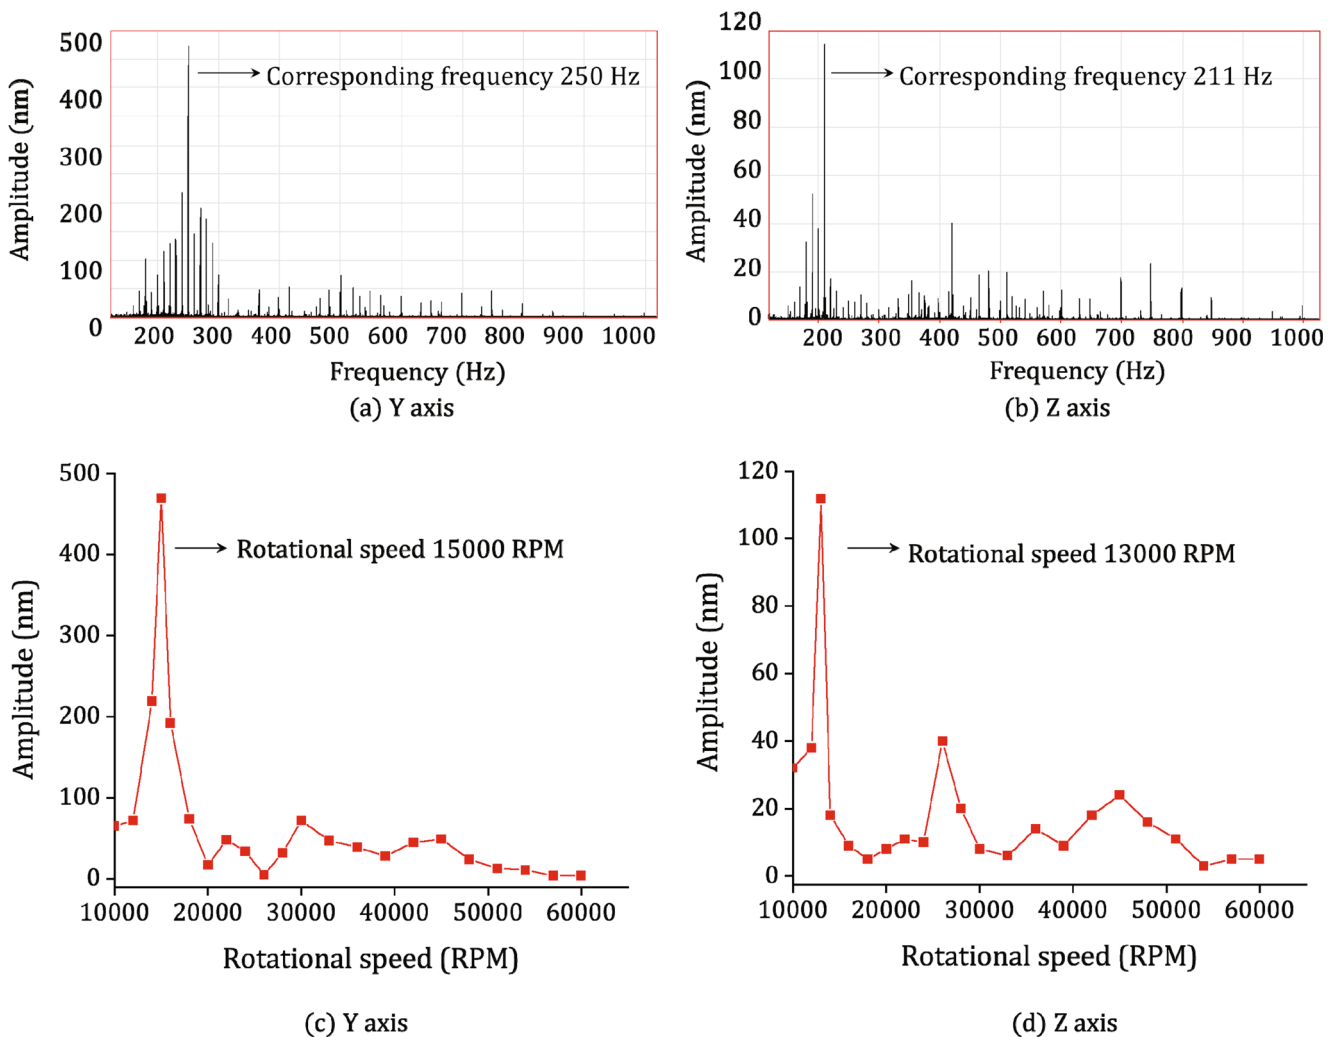 500
400
300
200
100
0
Amplitude (nm)
Corresponding frequency 250 Hz
200 300 400 500 600 700 800 900 1000
Frequency (Hz)
(a) Y axis
120
100
80
60
40
20
0
Amplitude (nm)
Corresponding frequency 211 Hz
200 300 400 500 600 700 800 900 1000
Frequency (Hz)
(b) Z axis
500
400
300
200
100
0
Amplitude (nm)
Rotational speed 15000 RPM
10000 20000 30000 40000 50000 60000
Rotational speed (RPM)
(c) Y axis
120
100
80
60
40
20
0
Amplitude (nm)
Rotational speed 13000 RPM
10000 20000 30000 40000 50000 60000
Rotational speed (RPM)
(d) Z axis